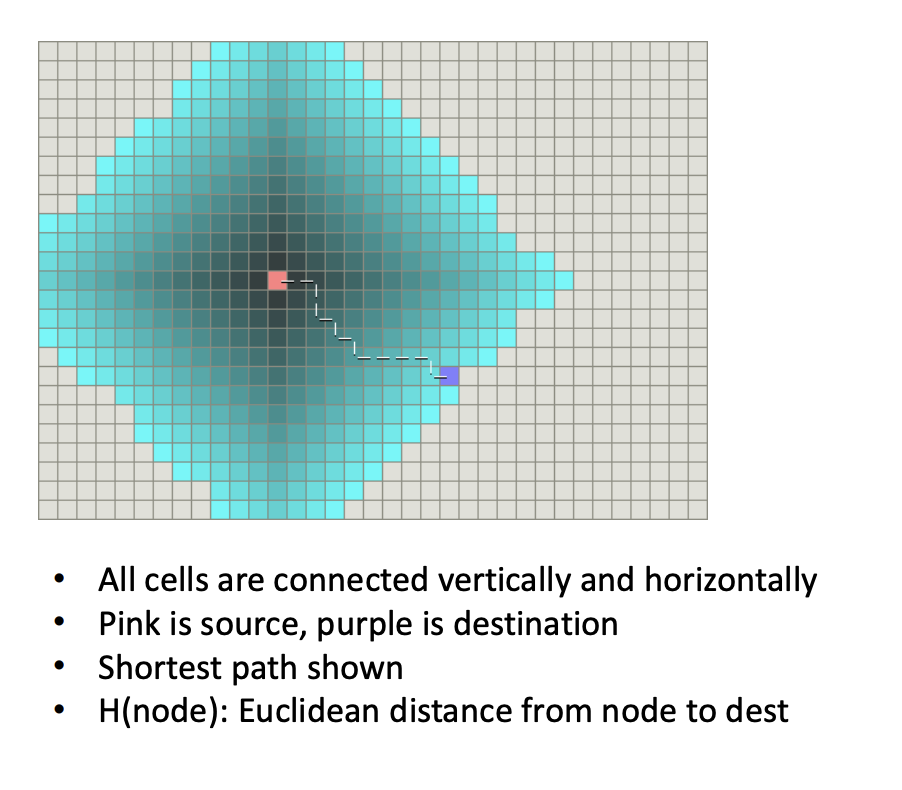 • All cells are connected vertically and horizontally
• Pink is source, purple is destination
• Shortest path shown
• H(node): Euclidean distance from node to dest